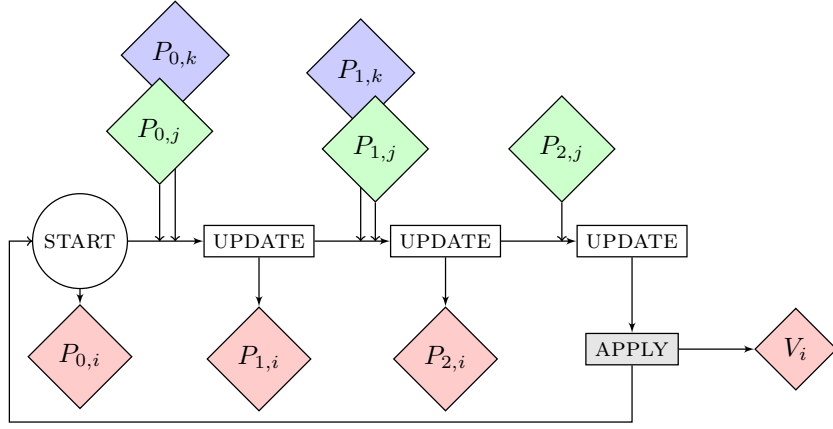 P_{0,k}
P_{1,k}
P_{0,j}
P_{1,j}
P_{2,j}
START
UPDATE
UPDATE
UPDATE
P_{0,i}
P_{1,i}
P_{2,i}
APPLY
V_i